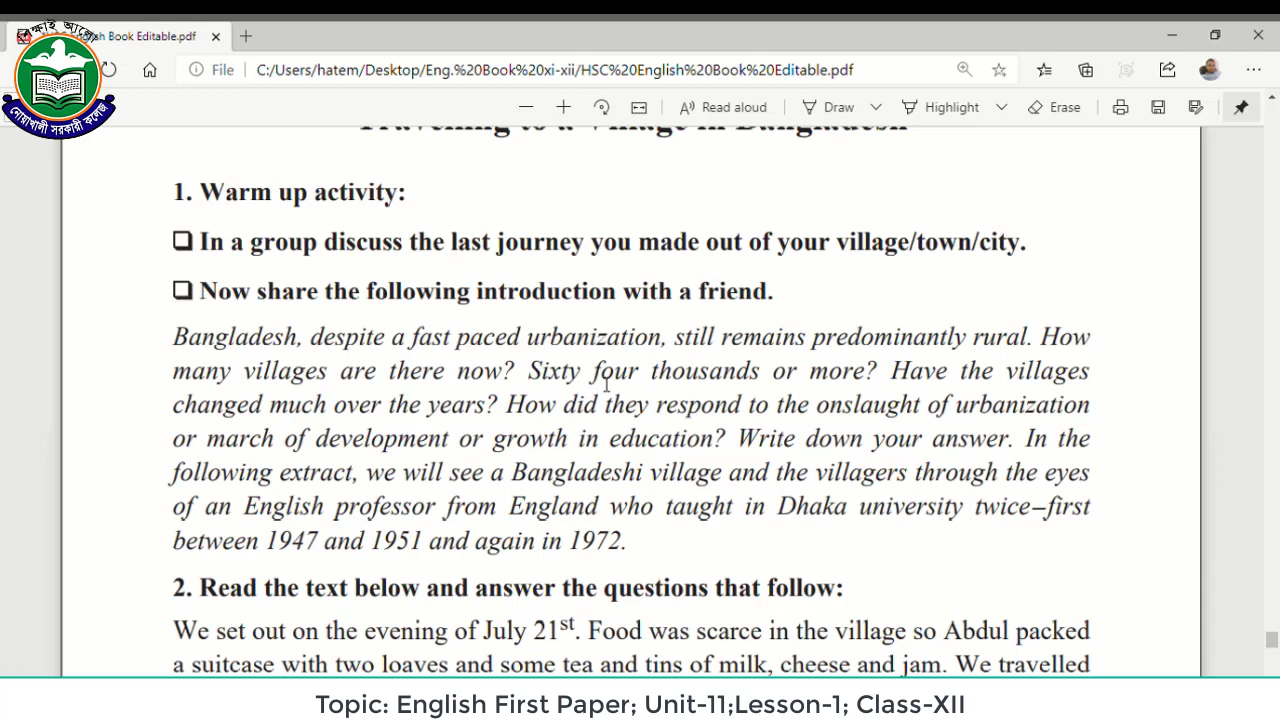 শিক্ষাই আলো
English Book Editable.pdf
File C:/Users/hatem/Desktop/Eng.%20Book%20xi-xii/HSC%20English%20Book%20Editable.pdf
Read aloud Draw Highlight Erase
নোয়াখালী সরকারী কলেজ
Travelling to a Village in Bangladesh
1. Warm up activity:
❑ In a group discuss the last journey you made out of your village/town/city.
❑ Now share the following introduction with a friend.
Bangladesh, despite a fast paced urbanization, still remains predominantly rural. How
many villages are there now? Sixty four thousands or more? Have the villages
changed much over the years? How did they respond to the onslaught of urbanization
or march of development or growth in education? Write down your answer. In the
following extract, we will see a Bangladeshi village and the villagers through the eyes
of an English professor from England who taught in Dhaka university twice–first
between 1947 and 1951 and again in 1972.
2. Read the text below and answer the questions that follow:
We set out on the evening of July 21st. Food was scarce in the village so Abdul packed
a suitcase with two loaves and some tea and tins of milk, cheese and jam. We travelled
Topic: English First Paper; Unit-11;Lesson-1; Class-XII